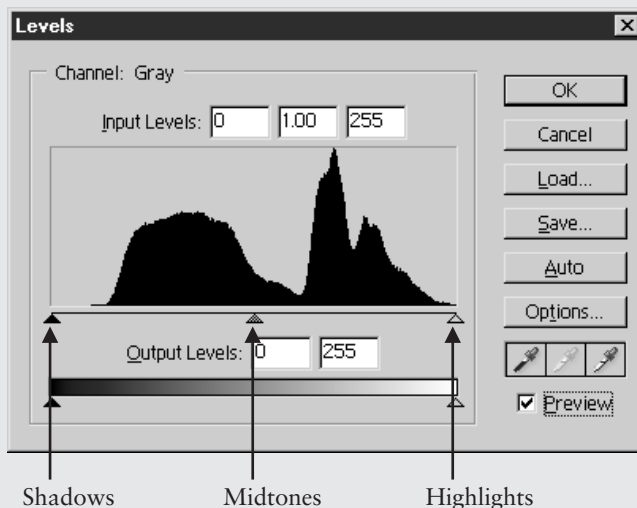 Levels
Channel: Gray
Input Levels: 0 1.00 255
Output Levels: 0 255
OK
Cancel
Load...
Save...
Auto
Options...
Preview
Shadows Midtones Highlights